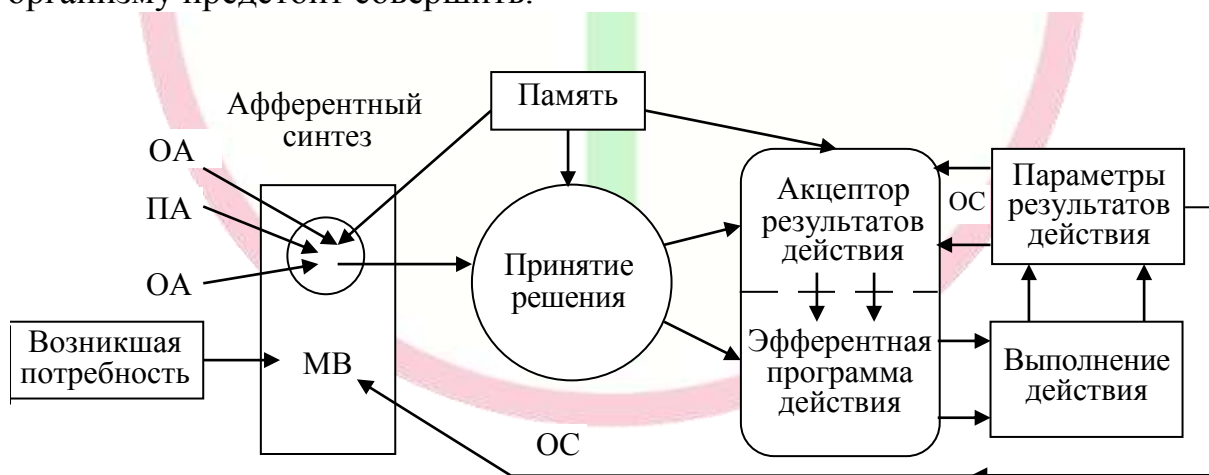 организму предстоит совершить.
Память
Афферентный
синтез
ОА
ПА
ОА
Возникшая
потребность
МВ
ОС
Принятие
решения
Акцептор
результатов
действия
Эфферентная
программа
действия
ОС
Параметры
результатов
действия
Выполнение
действия